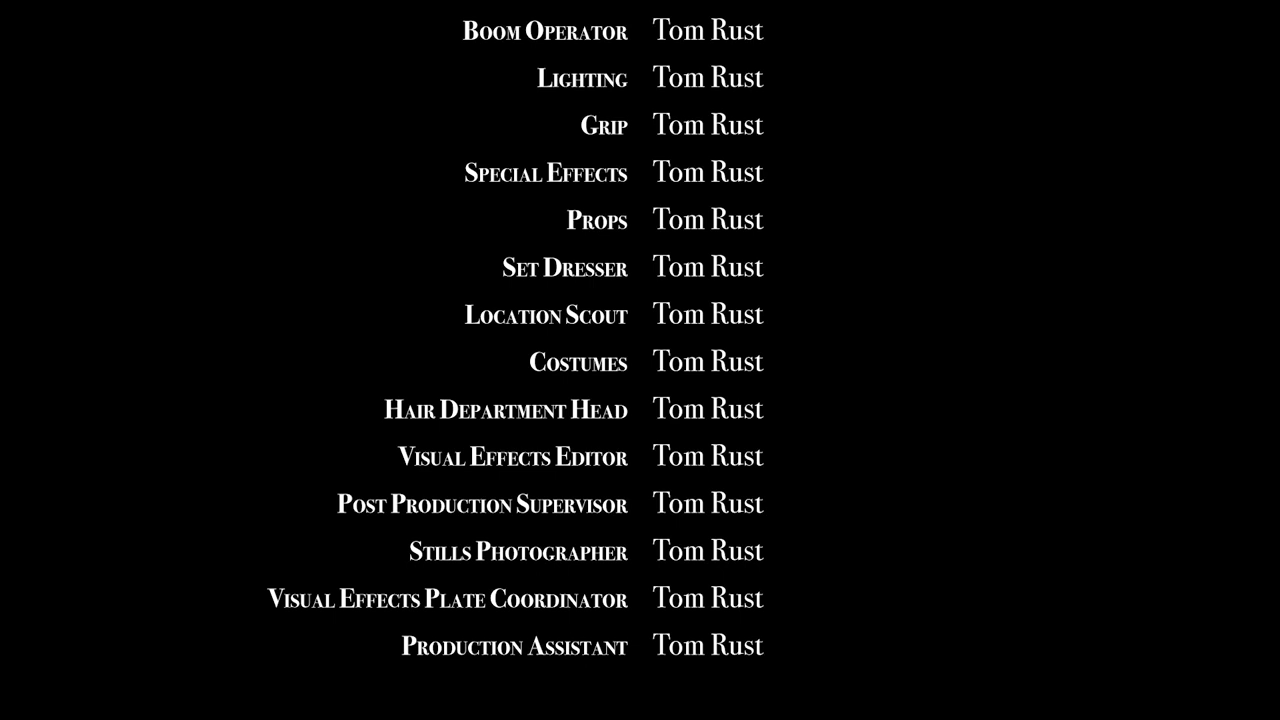 Boom Operator Tom Rust
Lighting Tom Rust
Grip Tom Rust
Special Effects Tom Rust
Props Tom Rust
Set Dresser Tom Rust
Location Scout Tom Rust
Costumes Tom Rust
Hair Department Head Tom Rust
Visual Effects Editor Tom Rust
Post Production Supervisor Tom Rust
Stills Photographer Tom Rust
Visual Effects Plate Coordinator Tom Rust
Production Assistant Tom Rust